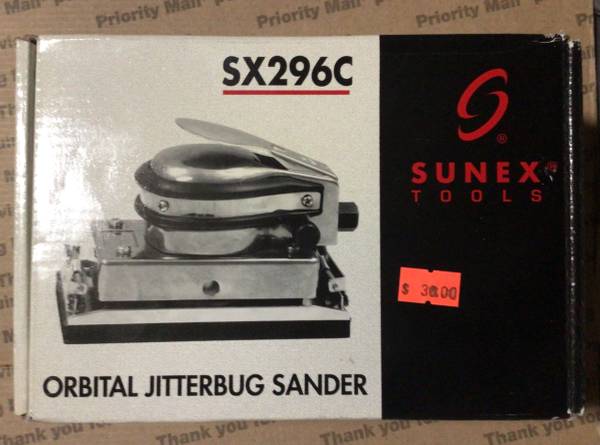 Priority Mail
Priority Mail
Priority Mail
SX296C
SUNEX®
TOOLS
$ 30.00
ORBITAL JITTERBUG SANDER
Thank you
Thank you
Thank you